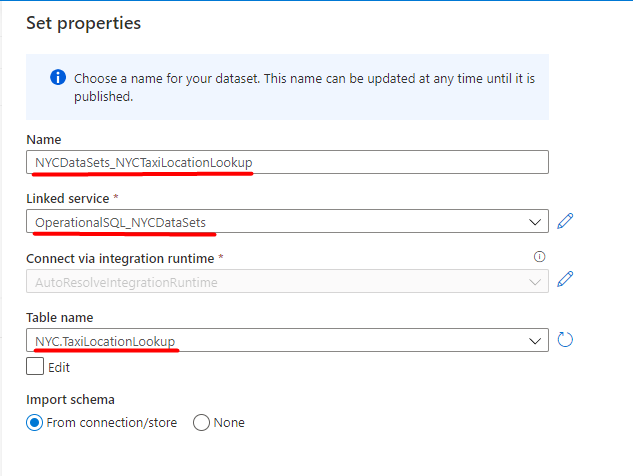 Set properties
Choose a name for your dataset. This name can be updated at any time until it is
published.
Name
NYCDataSets_NYCTaxiLocationLookup
Linked service *
OperationalSQL_NYCDataSets
Connect via integration runtime *
AutoResolveIntegrationRuntime
Table name
NYC.TaxiLocationLookup
Edit
Import schema
From connection/store None